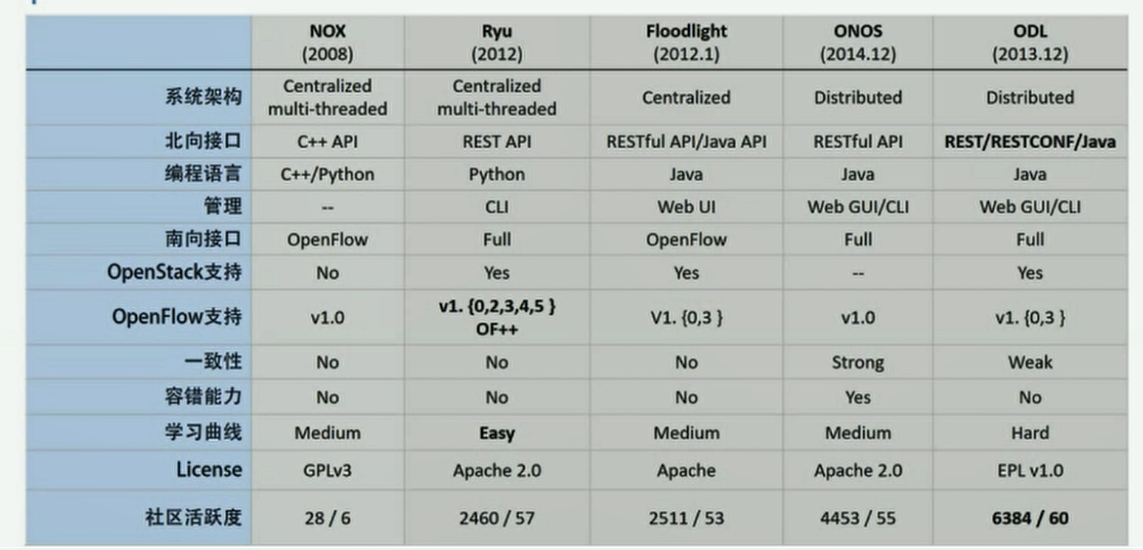 NOX Ryu Floodlight ONOS ODL
(2008) (2012) (2012.1) (2014.12) (2013.12)
系统架构 Centralized multi-threaded Centralized multi-threaded Centralized Distributed Distributed
北向接口 C++ API REST API RESTful API/Java API RESTful API REST/RESTCONF/Java
编程语言 C++/Python Python Java Java Java
管理 -- CLI Web UI Web GUI/CLI Web GUI/CLI
南向接口 OpenFlow Full OpenFlow Full Full
OpenStack支持 No Yes Yes -- Yes
OpenFlow支持 v1.0 v1. {0,2,3,4,5 } OF++ V1. {0,3 } v1.0 v1. {0,3 }
一致性 No No No Strong Weak
容错能力 No No No Yes No
学习曲线 Medium Easy Medium Medium Hard
License GPLv3 Apache 2.0 Apache Apache 2.0 EPL v1.0
社区活跃度 28 / 6 2460 / 57 2511 / 53 4453 / 55 6384 / 60